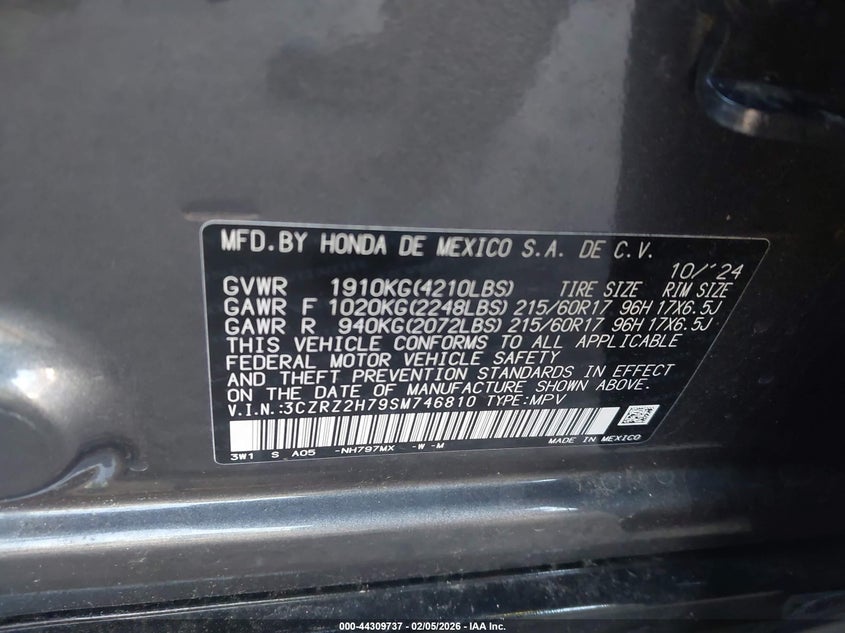 MFD.BY HONDA DE MEXICO S.A. DE C.V.
10/'24
GVWR 1910KG(4210LBS) TIRE SIZE RIM SIZE
GAWR F 1020KG(2248LBS) 215/60R17 96H 17X6.5J
GAWR R 940KG(2072LBS) 215/60R17 96H 17X6.5J
THIS VEHICLE CONFORMS TO ALL APPLICABLE
FEDERAL MOTOR VEHICLE SAFETY
AND THEFT PREVENTION STANDARDS IN EFFECT
ON THE DATE OF MANUFACTURE SHOWN ABOVE.
V.I.N.:3CZRZ2H79SM746810 TYPE:MPV
MADE IN MEXICO
3W1 S A05 -NH797MX -W-M
000-44309737 - 02/05/2026 - IAA Inc.